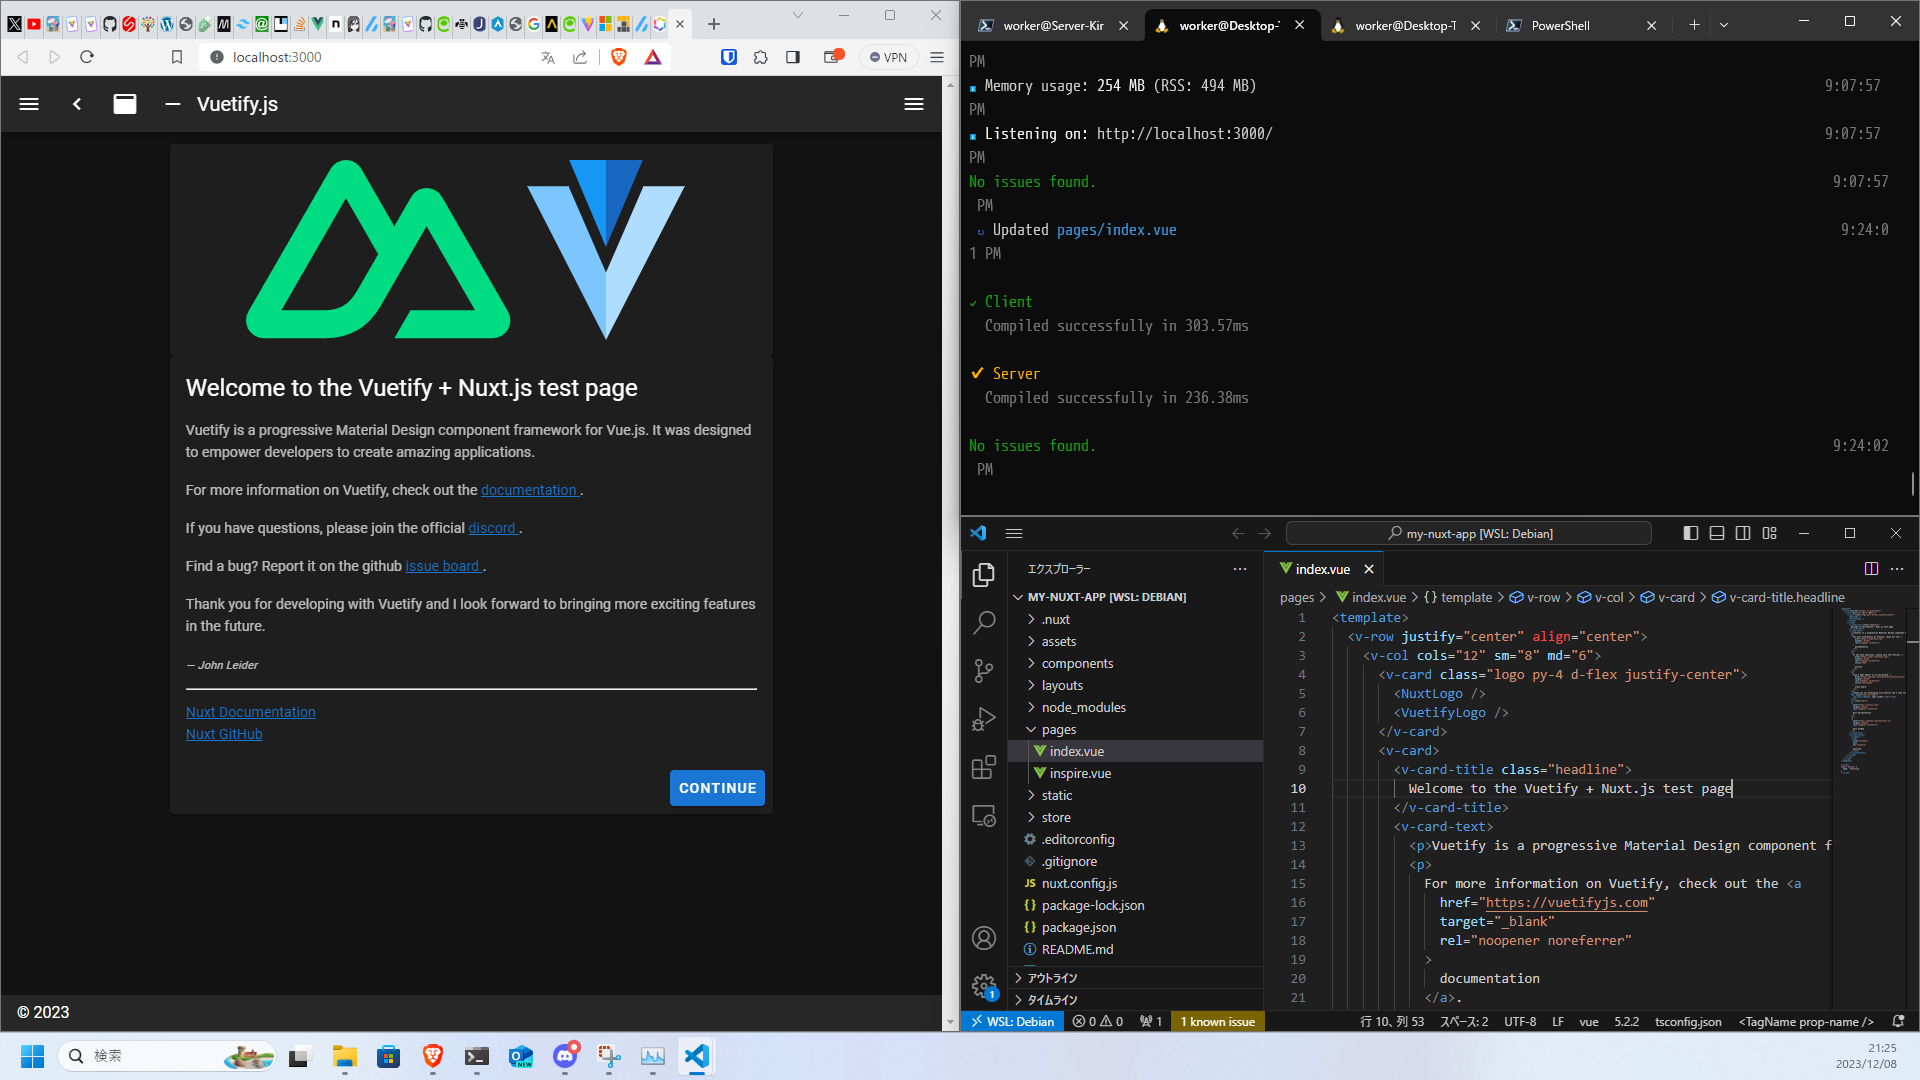 localhost:3000
VPN
Vuetify.js
Welcome to the Vuetify + Nuxt.js test page
Vuetify is a progressive Material Design component framework for Vue.js. It was designed
to empower developers to create amazing applications.
For more information on Vuetify, check out the documentation .
If you have questions, please join the official discord .
Find a bug? Report it on the github issue board .
Thank you for developing with Vuetify and I look forward to bringing more exciting features
in the future.
— John Leider
Nuxt Documentation
Nuxt GitHub
CONTINUE
© 2023
worker@Server-Kir
worker@Desktop-
worker@Desktop-T
PowerShell
PM
Memory usage: 254 MB (RSS: 494 MB) 9:07:57
PM
Listening on: http://localhost:3000/ 9:07:57
PM
No issues found. 9:07:57
PM
Updated pages/index.vue 9:24:0
1 PM
✓ Client
Compiled successfully in 303.57ms
✔ Server
Compiled successfully in 236.38ms
No issues found. 9:24:02
PM
my-nuxt-app [WSL: Debian]
エクスプローラー
MY-NUXT-APP [WSL: DEBIAN]
.nuxt
assets
components
layouts
node_modules
pages
index.vue
inspire.vue
static
store
.editorconfig
.gitignore
JS nuxt.config.js
{} package-lock.json
{} package.json
README.md
アウトライン
タイムライン
index.vue
pages > index.vue > {} template > v-row > v-col > v-card > v-card-title.headline
1 <template>
2 <v-row justify="center" align="center">
3 <v-col cols="12" sm="8" md="6">
4 <v-card class="logo py-4 d-flex justify-center">
5 <NuxtLogo />
6 <VuetifyLogo />
7 </v-card>
8 <v-card>
9 <v-card-title class="headline">
10 Welcome to the Vuetify + Nuxt.js test page
11 </v-card-title>
12 <v-card-text>
13 <p>Vuetify is a progressive Material Design component f
14 <p>
15 For more information on Vuetify, check out the <a
16 href="https://vuetifyjs.com"
17 target="_blank"
18 rel="noopener noreferrer"
19 >
20 documentation
21 </a>.
1
WSL: Debian 0 0 1 1 known issue 行 10、列 53 スペース: 2 UTF-8 LF vue 5.2.2 tsconfig.json <TagName prop-name />
検索
NEW
21:25
2023/12/08